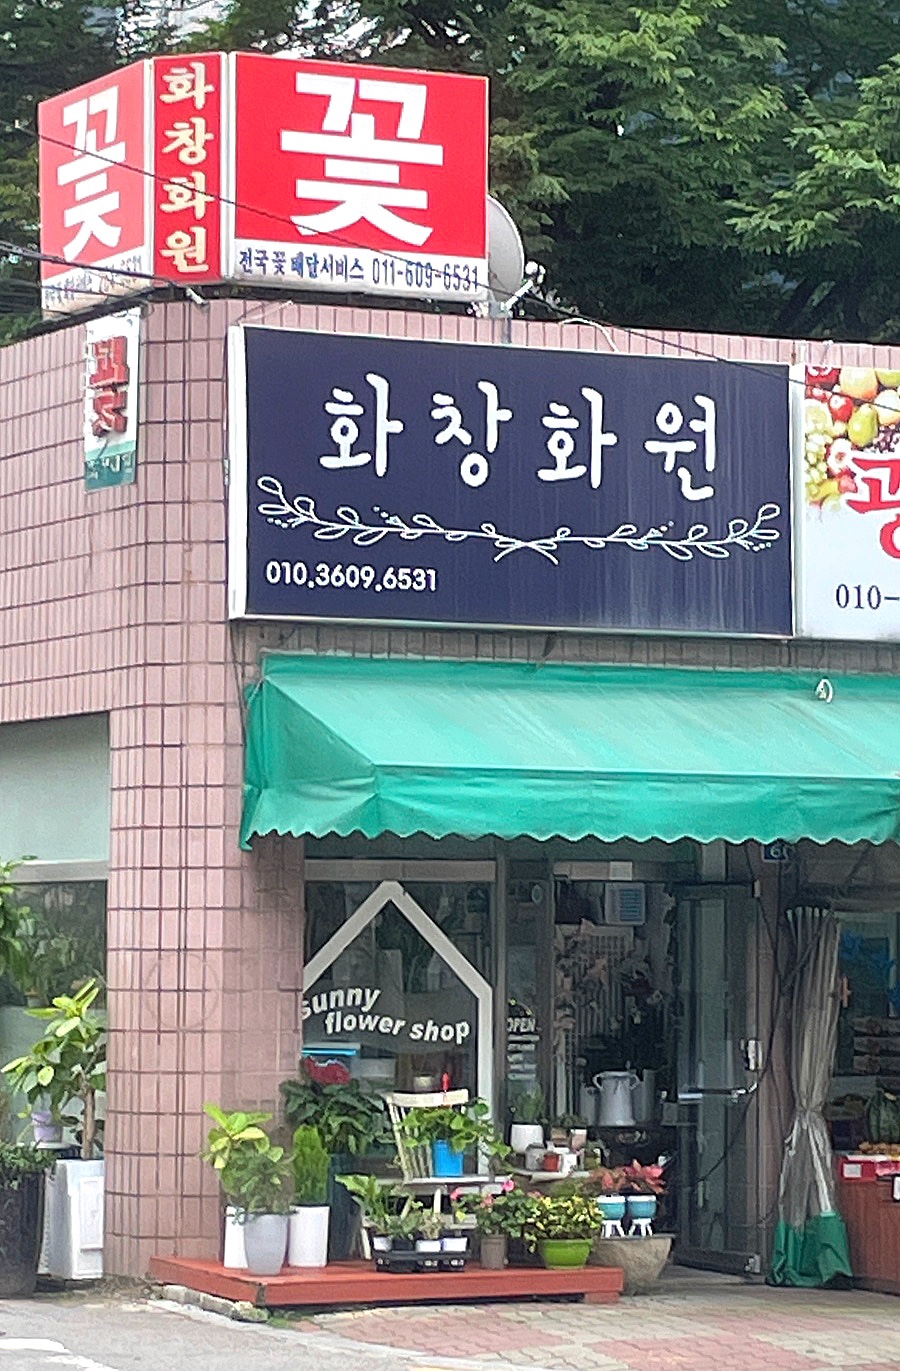 꽃
화창화원
꽃
전국 꽃 배달서비스 011-609-6531
꽃
화창화원
010.3609.6531
010-
sunny
flower shop
OPEN